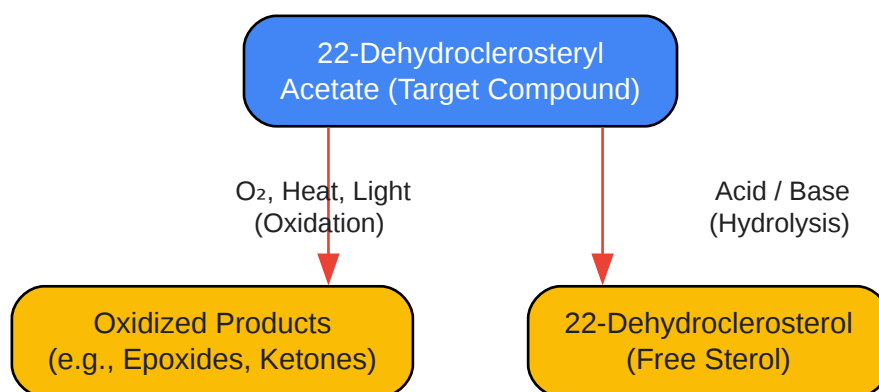 22-Dehydroclerosteryl
Acetate (Target Compound)
O₂, Heat, Light
(Oxidation)
Acid / Base
(Hydrolysis)
Oxidized Products
(e.g., Epoxides, Ketones)
22-Dehydroclerosterol
(Free Sterol)